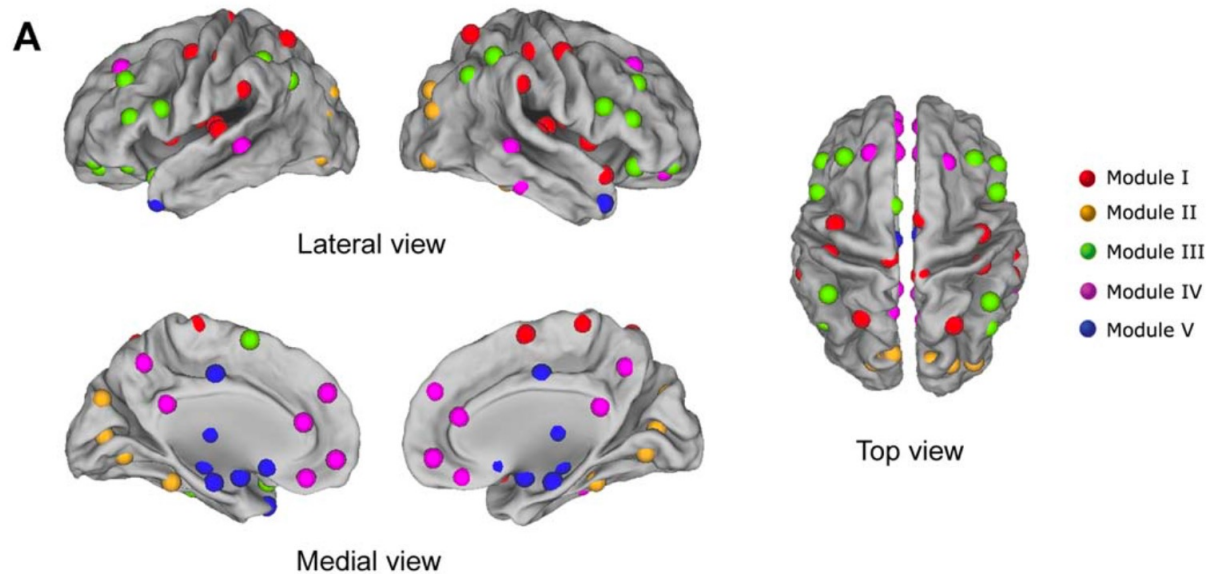 A
Lateral view
Medial view
Top view
Module I
Module II
Module III
Module IV
Module V